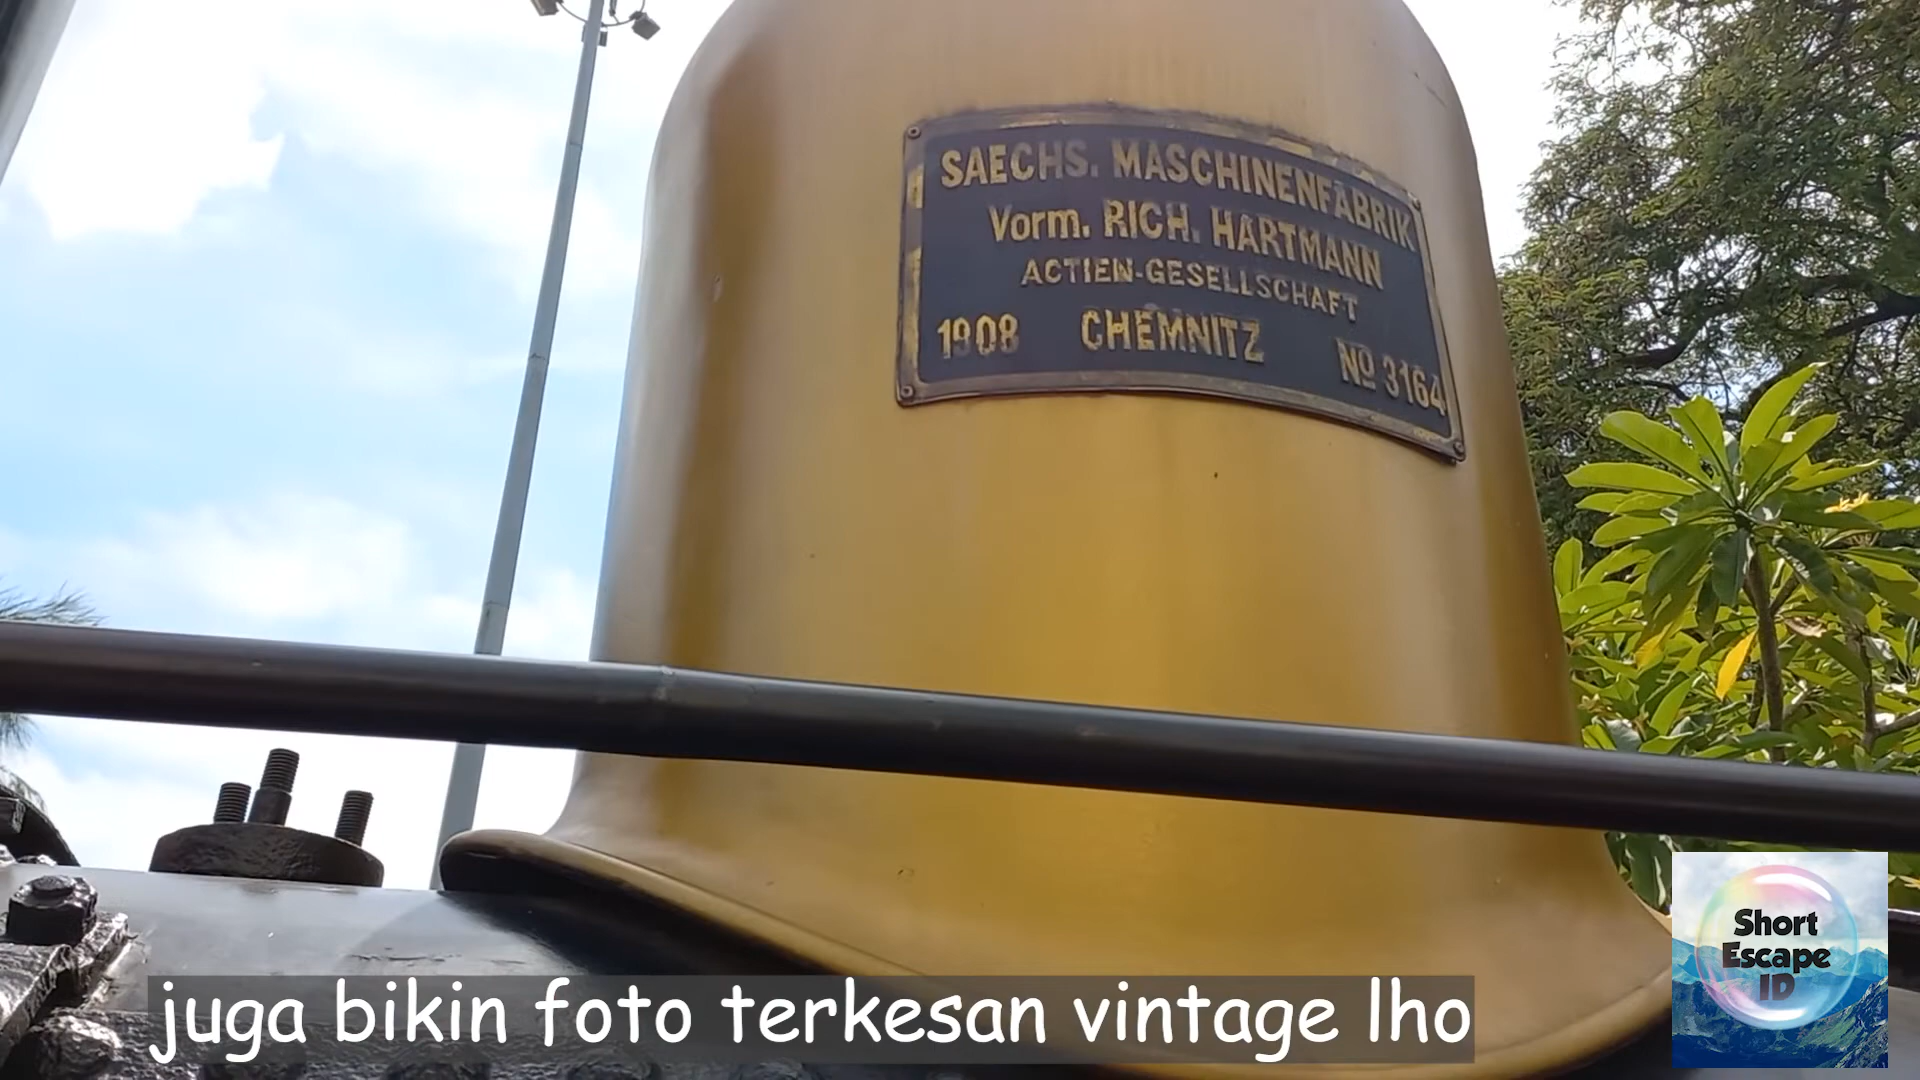 SAECHS. MASCHINENFABRIK
Vorm. RICH. HARTMANN
ACTIEN-GESELLSCHAFT
1908 CHEMNITZ Nº 3164
Short
Escape
ID
juga bikin foto terkesan vintage lho